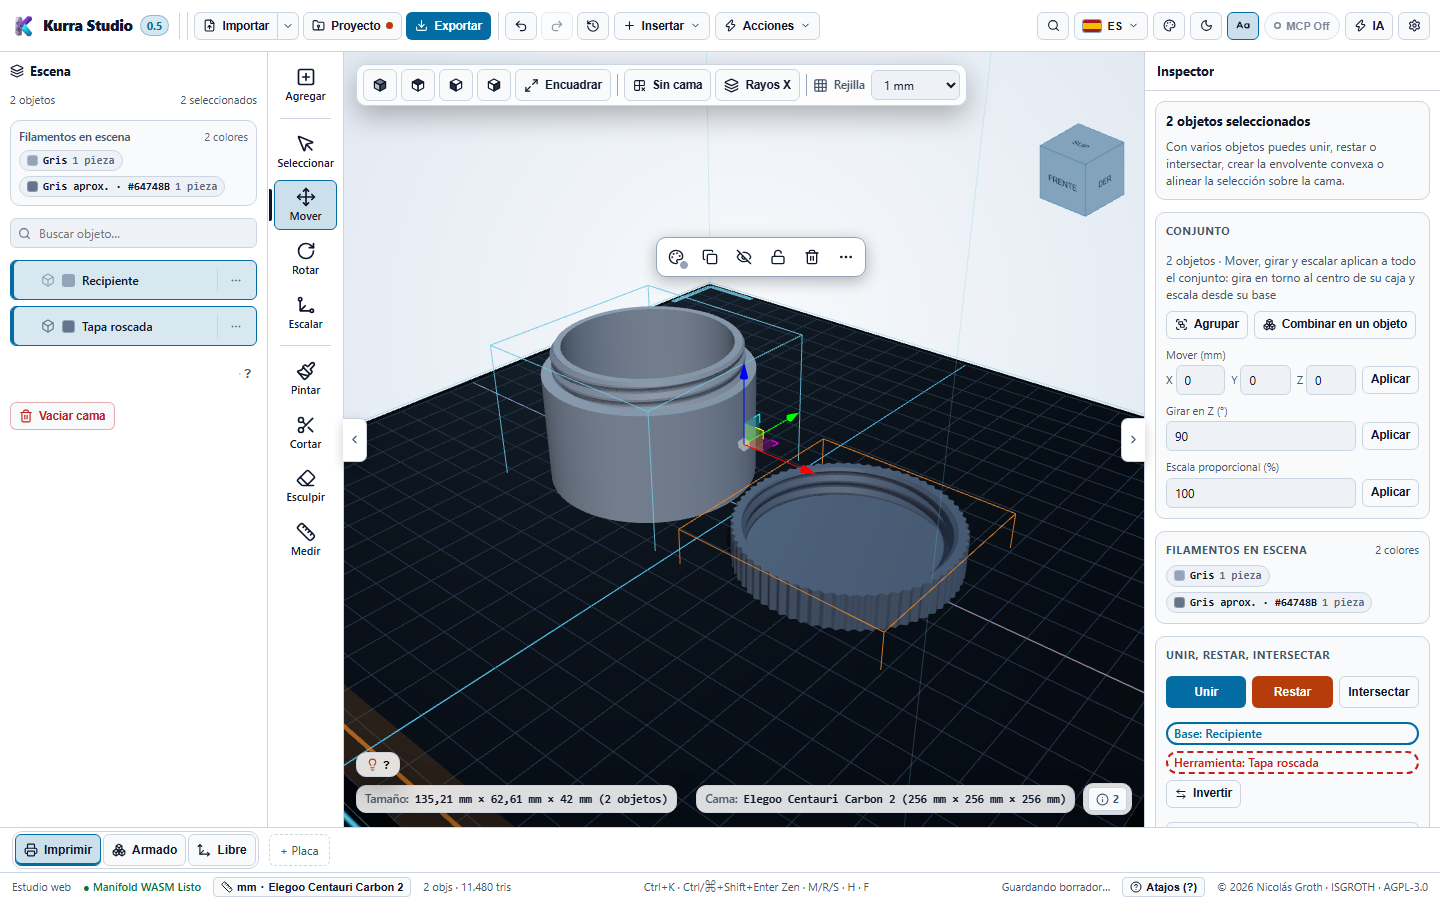 Kurra Studio 0.5 Importar Proyecto Exportar Insertar Acciones ES MCP Off IA
Escena
2 objetos 2 seleccionados
Filamentos en escena 2 colores
Gris 1 pieza
Gris aprox. · #64748B 1 pieza
Buscar objeto...
Recipiente
Tapa roscada
?
Vaciar cama
Agregar
Seleccionar
Mover
Rotar
Escalar
Pintar
Cortar
Esculpir
Medir
Encuadrar Sin cama Rayos X Rejilla 1 mm
SUP
FRENTE DER
?
Tamaño: 135,21 mm × 62,61 mm × 42 mm (2 objetos)
Cama: Elegoo Centauri Carbon 2 (256 mm × 256 mm × 256 mm)
2
Inspector
2 objetos seleccionados
Con varios objetos puedes unir, restar o
intersectar, crear la envolvente convexa o
alinear la selección sobre la cama.
CONJUNTO
2 objetos · Mover, girar y escalar aplican a todo
el conjunto: gira en torno al centro de su caja y
escala desde su base
Agrupar Combinar en un objeto
Mover (mm)
X 0 Y 0 Z 0 Aplicar
Girar en Z (°)
90 Aplicar
Escala proporcional (%)
100 Aplicar
FILAMENTOS EN ESCENA 2 colores
Gris 1 pieza
Gris aprox. · #64748B 1 pieza
UNIR, RESTAR, INTERSECTAR
Unir Restar Intersectar
Base: Recipiente
Herramienta: Tapa roscada
Invertir
Imprimir Armado Libre + Placa
Estudio web ● Manifold WASM Listo mm · Elegoo Centauri Carbon 2 2 objs · 11.480 tris Ctrl+K · Ctrl/⌘+Shift+Enter Zen · M/R/S · H · F Guardando borrador... Atajos (?) © 2026 Nicolás Groth · ISGROTH · AGPL-3.0